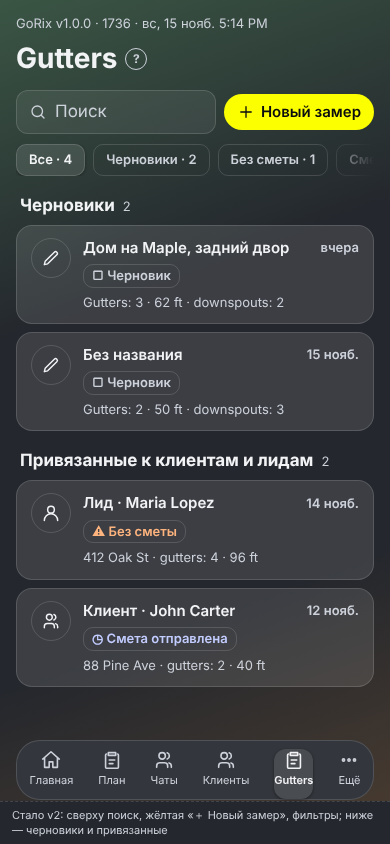 GoRix v1.0.0 · 1736 · вс, 15 нояб. 5:14 PM
Gutters ?
Поиск
+ Новый замер
Все · 4
Черновики · 2
Без сметы · 1
Черновики 2
Дом на Maple, задний двор
вчера
Черновик
Gutters: 3 · 62 ft · downspouts: 2
Без названия
15 нояб.
Черновик
Gutters: 2 · 50 ft · downspouts: 3
Привязанные к клиентам и лидам 2
Лид · Maria Lopez
14 нояб.
Без сметы
412 Oak St · gutters: 4 · 96 ft
Клиент · John Carter
12 нояб.
Смета отправлена
88 Pine Ave · gutters: 2 · 40 ft
Главная
План
Чаты
Клиенты
Gutters
Ещё
Стало v2: сверху поиск, жёлтая «+ Новый замер», фильтры; ниже
— черновики и привязанные